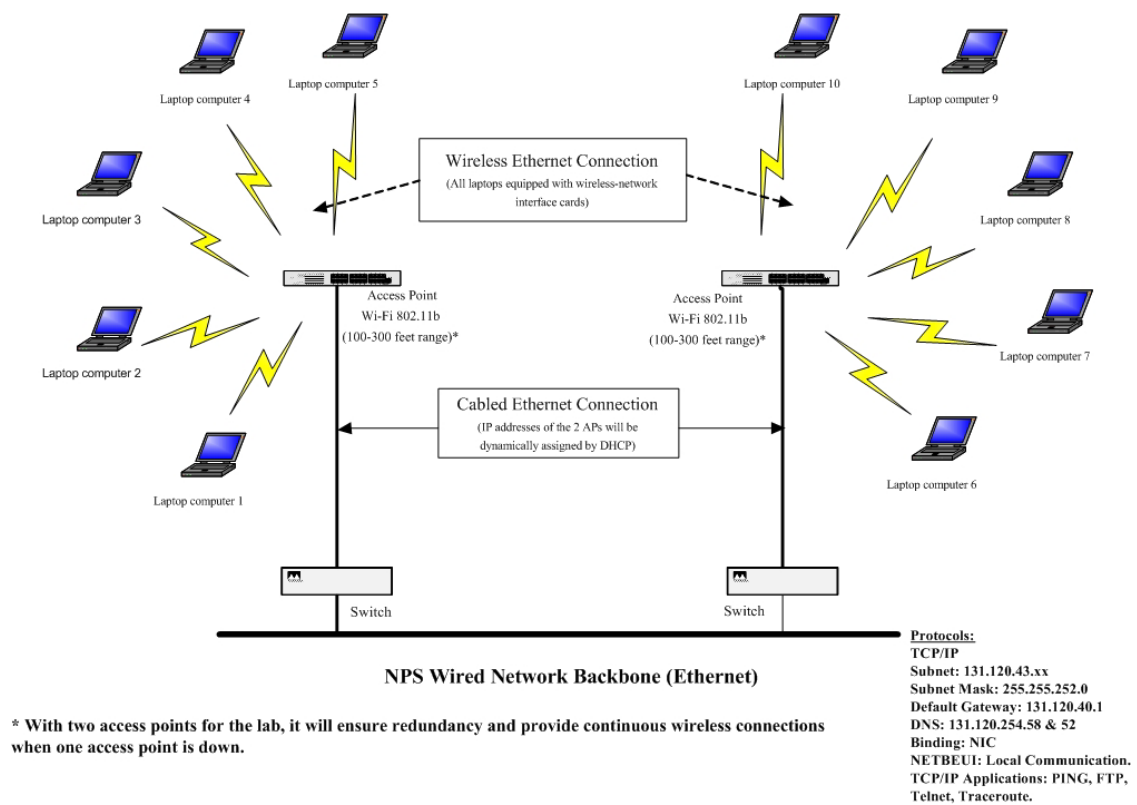 Laptop computer 5
Laptop computer 4
Laptop computer 10
Laptop computer 9
Wireless Ethernet Connection
(All laptops equipped with wireless-network
interface cards)
Laptop computer 3
Laptop computer 8
Access Point
Wi-Fi 802.11b
(100-300 feet range)*
Access Point
Wi-Fi 802.11b
(100-300 feet range)*
Laptop computer 2
Laptop computer 7
Cabled Ethernet Connection
(IP addresses of the 2 APs will be
dynamically assigned by DHCP)
Laptop computer 1
Laptop computer 6
Switch
Switch
NPS Wired Network Backbone (Ethernet)
* With two access points for the lab, it will ensure redundancy and provide continuous wireless connections
when one access point is down.
Protocols:
TCP/IP
Subnet: 131.120.43.xx
Subnet Mask: 255.255.252.0
Default Gateway: 131.120.40.1
DNS: 131.120.254.58 & 52
Binding: NIC
NETBEUI: Local Communication.
TCP/IP Applications: PING, FTP,
Telnet, Traceroute.